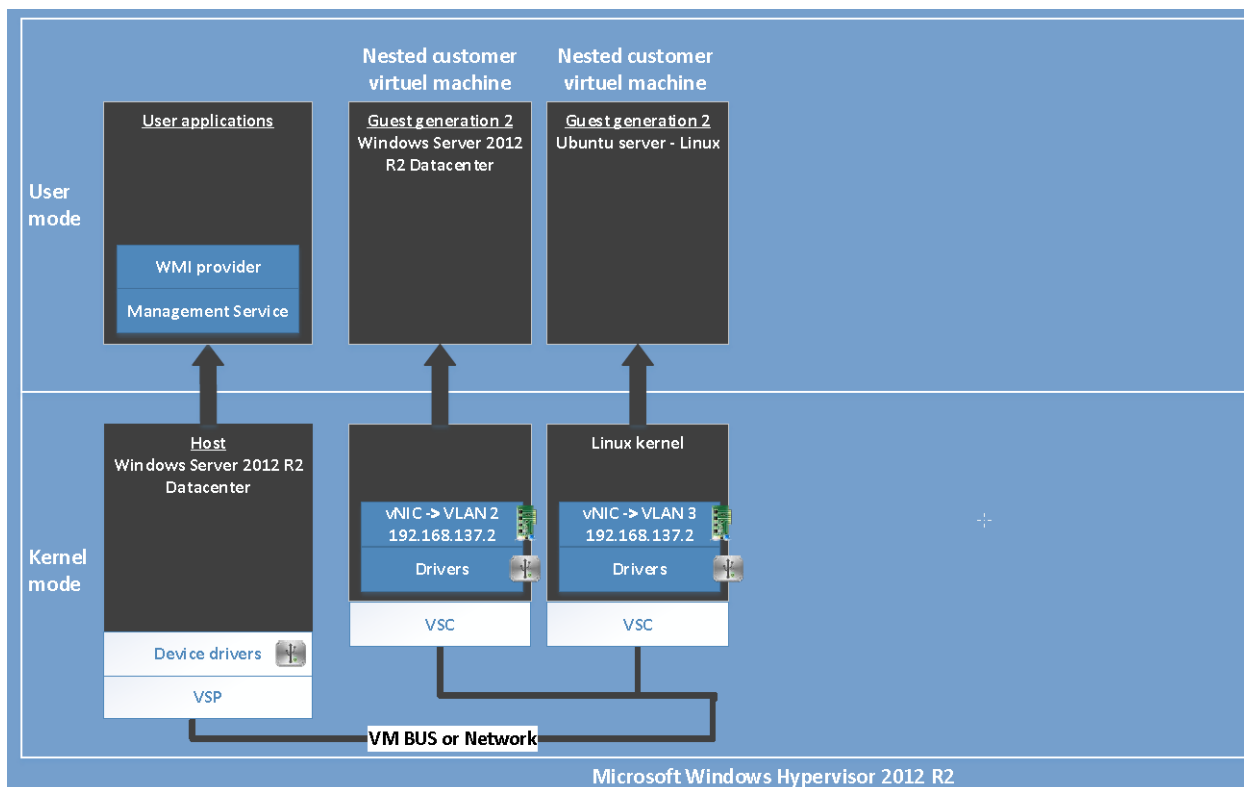 Nested customer
virtuel machine
Nested customer
virtuel machine
User applications
WMI provider
Management Service
Guest generation 2
Windows Server 2012
R2 Datacenter
Guest generation 2
Ubuntu server - Linux
User
mode
Kernel
mode
Host
Windows Server 2012 R2
Datacenter
Device drivers
VSP
vNIC -> VLAN 2
192.168.137.2
Drivers
VSC
Linux kernel
vNIC -> VLAN 3
192.168.137.2
Drivers
VSC
VM BUS or Network
Microsoft Windows Hypervisor 2012 R2